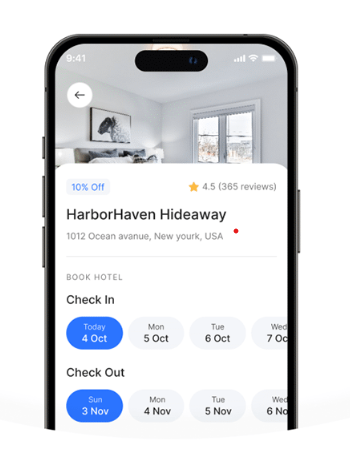 9:41
10% Off
4.5 (365 reviews)
HarborHaven Hideaway
1012 Ocean avanue, New yourk, USA
BOOK HOTEL
Check In
Today Mon Tue Wed
4 Oct 5 Oct 6 Oct 7 Oc
Check Out
Sun Mon Tue Wed
3 Nov 4 Nov 5 Nov 6 No